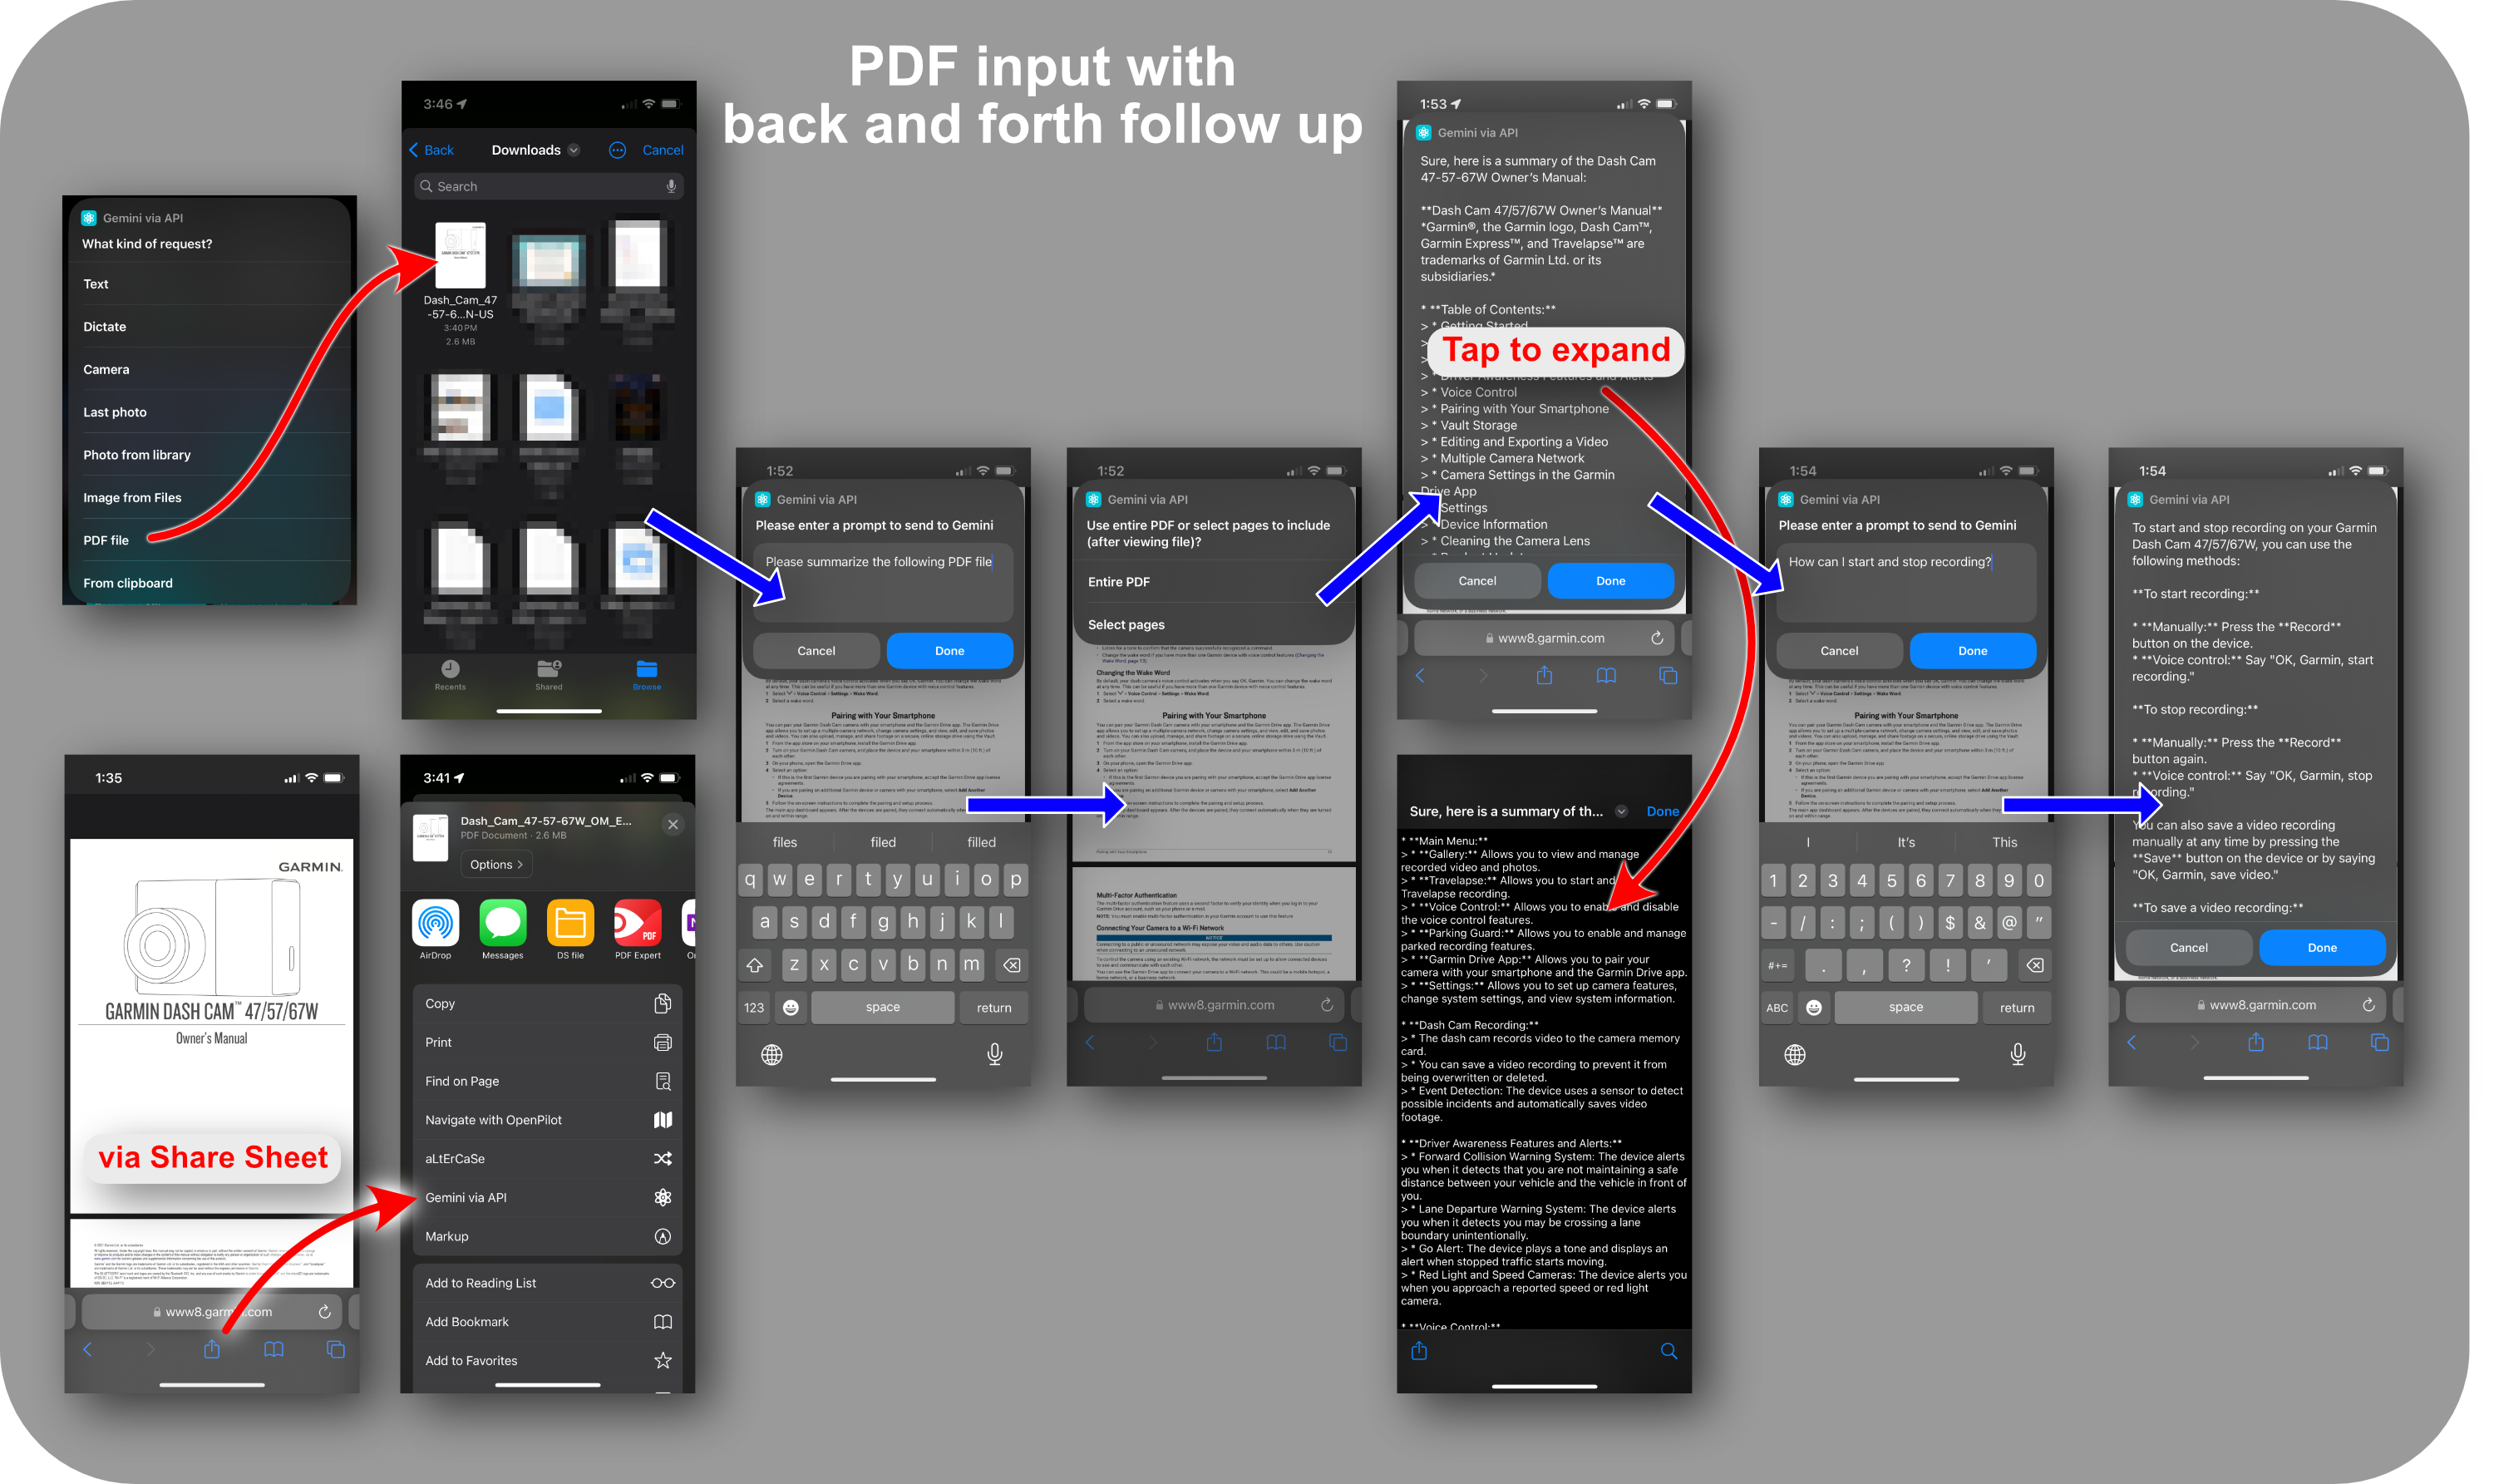 PDF input with
back and forth follow up
Gemini via API
What kind of request?
Text
Dictate
Camera
Last photo
Photo from library
Image from Files
PDF file
From clipboard
3:46
Back
Downloads
Cancel
Search
Dash_Cam_47
-57-6...N-US
3:40 PM
2.6 MB
Recents
Shared
Browse
1:35
GARMIN.
GARMIN DASH CAM™ 47/57/67W
Owner's Manual
via Share Sheet
www8.garmin.com
3:41
Dash_Cam_47-57-67W_OM_E...
PDF Document · 2.6 MB
Options >
AirDrop
Messages
DS file
PDF
PDF Expert
Copy
Print
Find on Page
Navigate with OpenPilot
aLtErCaSe
Gemini via API
Markup
Add to Reading List
Add Bookmark
Add to Favorites
1:52
Gemini via API
Please enter a prompt to send to Gemini
Please summarize the following PDF file
Cancel
Done
Pairing with Your Smartphone
files
filed
filled
q w e r t y u i o p
a s d f g h j k l
z x c v b n m
123
space
return
1:52
Gemini via API
Use entire PDF or select pages to include
(after viewing file)?
Entire PDF
Select pages
Changing the Wake Word
Pairing with Your Smartphone
Multi-Factor Authentication
Connecting Your Camera to a Wi-Fi Network
NOTICE
www8.garmin.com
1:53
Gemini via API
Sure, here is a summary of the Dash Cam
47-57-67W Owner's Manual:
**Dash Cam 47/57/67W Owner's Manual**
*Garmin®, the Garmin logo, Dash Cam™,
Garmin Express™, and Travelapse™ are
trademarks of Garmin Ltd. or its
subsidiaries.*
* **Table of Contents:**
> * Getting Started
Tap to expand
> * Driver Awareness Features and Alerts
> * Voice Control
> * Pairing with Your Smartphone
> * Vault Storage
> * Editing and Exporting a Video
> * Multiple Camera Network
> * Camera Settings in the Garmin
Drive App
Settings
> * Device Information
> * Cleaning the Camera Lens
Cancel
Done
www8.garmin.com
Sure, here is a summary of th...
Done
* **Main Menu:**
> * **Gallery:** Allows you to view and manage
recorded video and photos.
> * **Travelapse:** Allows you to start and
Travelapse recording.
> * **Voice Control:** Allows you to enable and disable
the voice control features.
> * **Parking Guard:** Allows you to enable and manage
parked recording features.
> * **Garmin Drive App:** Allows you to pair your
camera with your smartphone and the Garmin Drive app.
> * **Settings:** Allows you to set up camera features,
change system settings, and view system information.
* **Dash Cam Recording:**
> * The dash cam records video to the camera memory
card.
> * You can save a video recording to prevent it from
being overwritten or deleted.
> * Event Detection: The device uses a sensor to detect
possible incidents and automatically saves video
footage.
* **Driver Awareness Features and Alerts:**
> * Forward Collision Warning System: The device alerts
you when it detects that you are not maintaining a safe
distance between your vehicle and the vehicle in front of
you.
> * Lane Departure Warning System: The device alerts
you when it detects you may be crossing a lane
boundary unintentionally.
> * Go Alert: The device plays a tone and displays an
alert when stopped traffic starts moving.
> * Red Light and Speed Cameras: The device alerts you
when you approach a reported speed or red light
camera.
* **Voice Control:**
1:54
Gemini via API
Please enter a prompt to send to Gemini
How can I start and stop recording?
Cancel
Done
Pairing with Your Smartphone
I
It's
This
1 2 3 4 5 6 7 8 9 0
- / : ; ( ) $ & @ "
#+= . , ? ! '
ABC
space
return
1:54
Gemini via API
To start and stop recording on your Garmin
Dash Cam 47/57/67W, you can use the
following methods:
**To start recording:**
* **Manually:** Press the **Record**
button on the device.
* **Voice control:** Say "OK, Garmin, start
recording."
**To stop recording:**
* **Manually:** Press the **Record**
button again.
* **Voice control:** Say "OK, Garmin, stop
recording."
You can also save a video recording
manually at any time by pressing the
**Save** button on the device or by saying
"OK, Garmin, save video."
**To save a video recording:**
Cancel
Done
www8.garmin.com